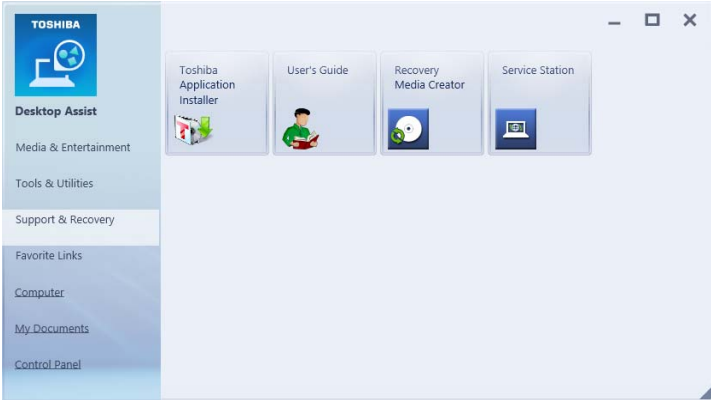 TOSHIBA
Desktop Assist
Media & Entertainment
Tools & Utilities
Support & Recovery
Favorite Links
Computer
My Documents
Control Panel
Toshiba
Application
Installer
User's Guide
Recovery
Media Creator
Service Station